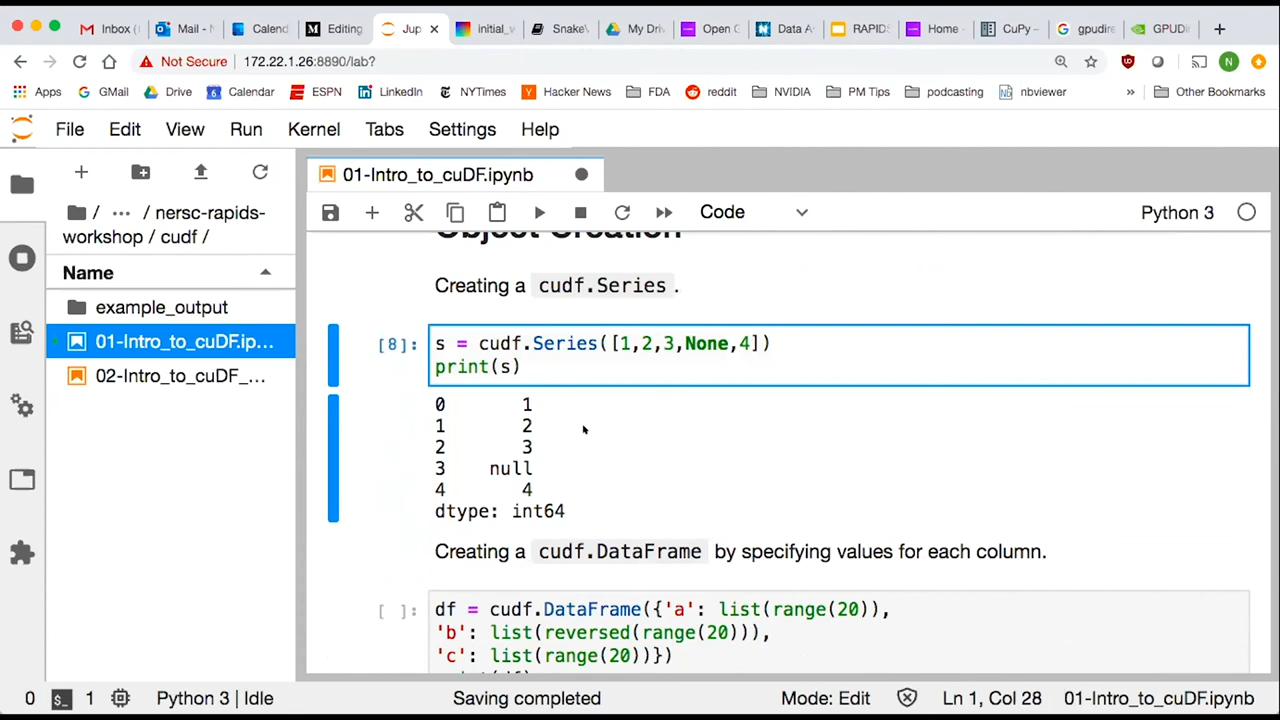 Inbox (
Mail - N
Calend
Editing
Jup
initial_v
Snake\
My Driv
Open G
Data A
RAPIDS
Home -
CuPy –
gpudire
GPUDi
Not Secure
172.22.1.26:8890/lab?
N
Apps
GMail
Drive
Calendar
ESPN
LinkedIn
NYTimes
Hacker News
FDA
reddit
NVIDIA
PM Tips
podcasting
nbviewer
»
Other Bookmarks
File
Edit
View
Run
Kernel
Tabs
Settings
Help
01-Intro_to_cuDF.ipynb
Code
Python 3
/ ... / nersc-rapids-
workshop / cudf /
Name
example_output
01-Intro_to_cuDF.ip...
02-Intro_to_cuDF_...
Object Creation
Creating a cudf.Series .
[8]:
s = cudf.Series([1,2,3,None,4])
print(s)
0 1
1 2
2 3
3 null
4 4
dtype: int64
Creating a cudf.DataFrame by specifying values for each column.
[ ]:
df = cudf.DataFrame({'a': list(range(20)),
'b': list(reversed(range(20))),
'c': list(range(20))})
0
$_
1
Python 3 | Idle
Saving completed
Mode: Edit
Ln 1, Col 28
01-Intro_to_cuDF.ipynb